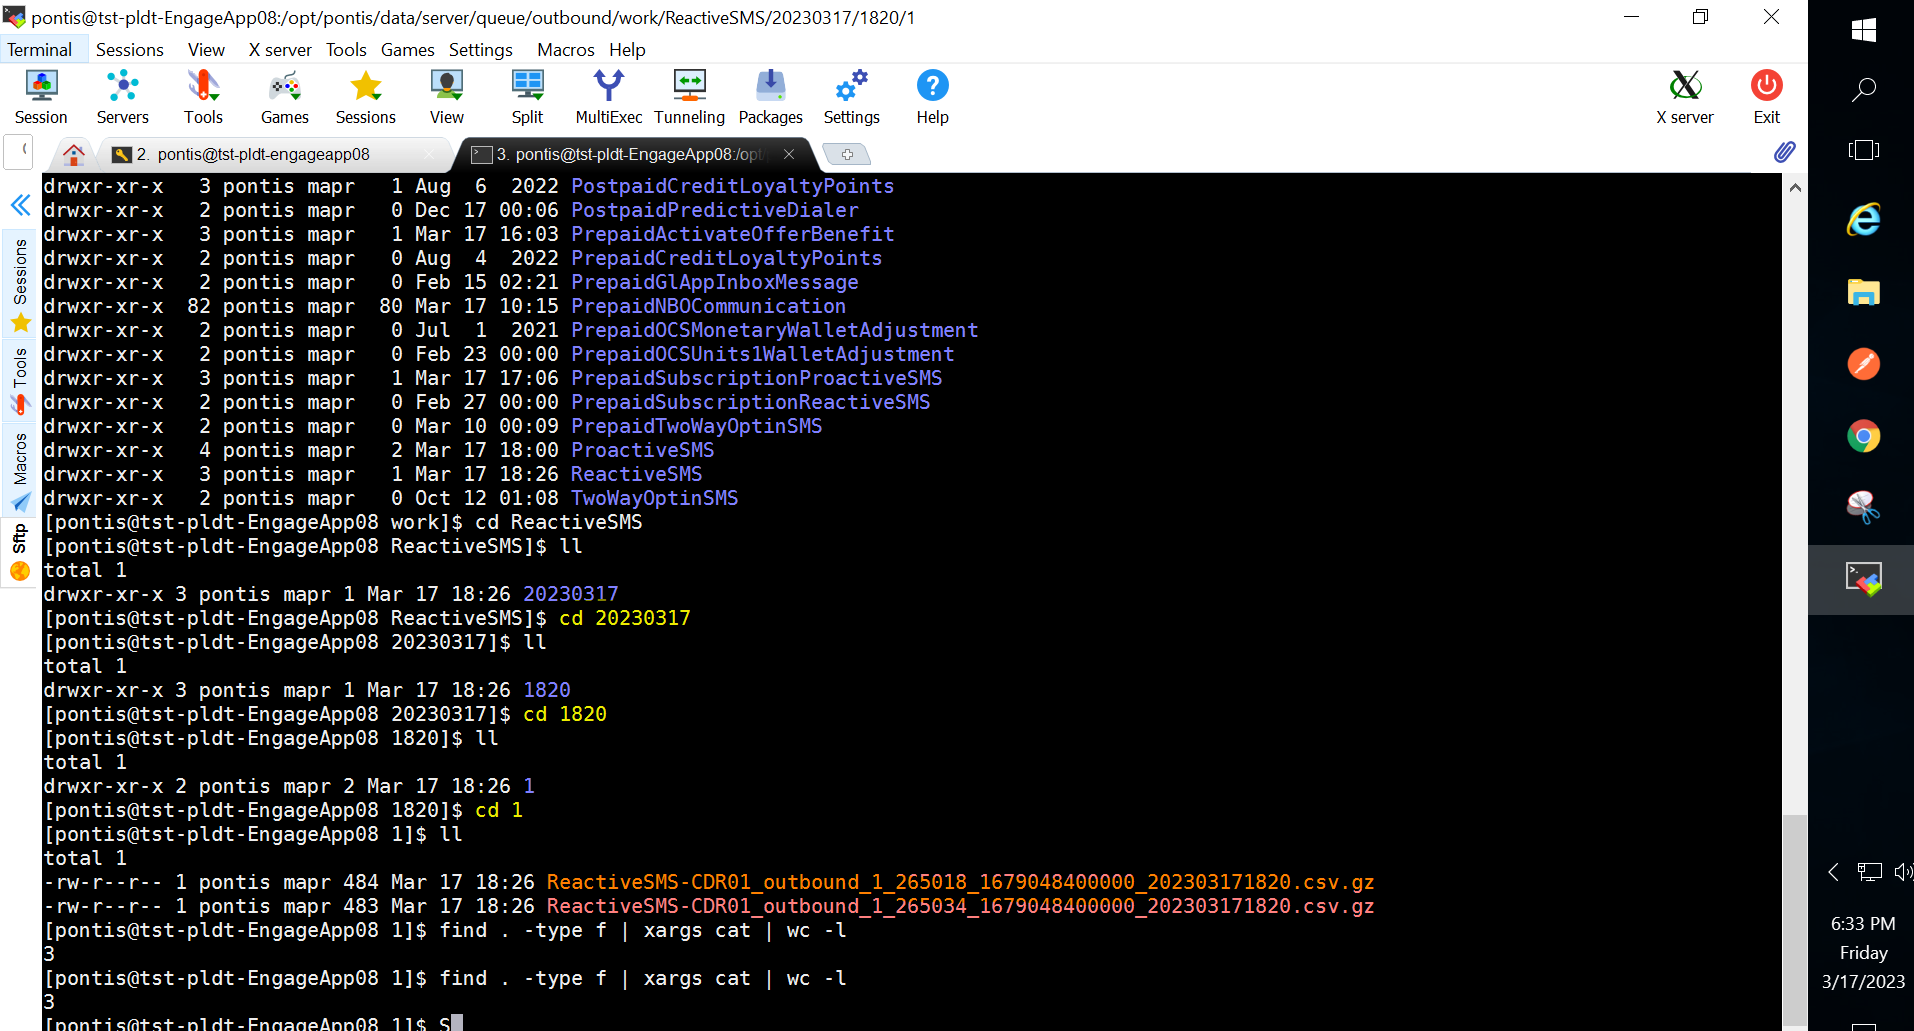 pontis@tst-pldt-EngageApp08:/opt/pontis/data/server/queue/outbound/work/ReactiveSMS/20230317/1820/1
Terminal Sessions View X server Tools Games Settings Macros Help
Session Servers Tools Games Sessions View Split MultiExec Tunneling Packages Settings Help X server Exit
2. pontis@tst-pldt-engageapp08
3. pontis@tst-pldt-EngageApp08:/opt
Sessions
Tools
Macros
Sftp
drwxr-xr-x   3 pontis mapr   1 Aug  6  2022 PostpaidCreditLoyaltyPoints
drwxr-xr-x   2 pontis mapr   0 Dec 17 00:06 PostpaidPredictiveDialer
drwxr-xr-x   3 pontis mapr   1 Mar 17 16:03 PrepaidActivateOfferBenefit
drwxr-xr-x   2 pontis mapr   0 Aug  4  2022 PrepaidCreditLoyaltyPoints
drwxr-xr-x   2 pontis mapr   0 Feb 15 02:21 PrepaidGlAppInboxMessage
drwxr-xr-x  82 pontis mapr  80 Mar 17 10:15 PrepaidNBOCommunication
drwxr-xr-x   2 pontis mapr   0 Jul  1  2021 PrepaidOCSMonetaryWalletAdjustment
drwxr-xr-x   2 pontis mapr   0 Feb 23 00:00 PrepaidOCSUnits1WalletAdjustment
drwxr-xr-x   3 pontis mapr   1 Mar 17 17:06 PrepaidSubscriptionProactiveSMS
drwxr-xr-x   2 pontis mapr   0 Feb 27 00:00 PrepaidSubscriptionReactiveSMS
drwxr-xr-x   2 pontis mapr   0 Mar 10 00:09 PrepaidTwoWayOptinSMS
drwxr-xr-x   4 pontis mapr   2 Mar 17 18:00 ProactiveSMS
drwxr-xr-x   3 pontis mapr   1 Mar 17 18:26 ReactiveSMS
drwxr-xr-x   2 pontis mapr   0 Oct 12 01:08 TwoWayOptinSMS
[pontis@tst-pldt-EngageApp08 work]$ cd ReactiveSMS
[pontis@tst-pldt-EngageApp08 ReactiveSMS]$ ll
total 1
drwxr-xr-x 3 pontis mapr 1 Mar 17 18:26 20230317
[pontis@tst-pldt-EngageApp08 ReactiveSMS]$ cd 20230317
[pontis@tst-pldt-EngageApp08 20230317]$ ll
total 1
drwxr-xr-x 3 pontis mapr 1 Mar 17 18:26 1820
[pontis@tst-pldt-EngageApp08 20230317]$ cd 1820
[pontis@tst-pldt-EngageApp08 1820]$ ll
total 1
drwxr-xr-x 2 pontis mapr 2 Mar 17 18:26 1
[pontis@tst-pldt-EngageApp08 1820]$ cd 1
[pontis@tst-pldt-EngageApp08 1]$ ll
total 1
-rw-r--r-- 1 pontis mapr 484 Mar 17 18:26 ReactiveSMS-CDR01_outbound_1_265018_1679048400000_202303171820.csv.gz
-rw-r--r-- 1 pontis mapr 483 Mar 17 18:26 ReactiveSMS-CDR01_outbound_1_265034_1679048400000_202303171820.csv.gz
[pontis@tst-pldt-EngageApp08 1]$ find . -type f | xargs cat | wc -l
3
[pontis@tst-pldt-EngageApp08 1]$ find . -type f | xargs cat | wc -l
3
[pontis@tst-pldt-EngageApp08 1]$ S
6:33 PM
Friday
3/17/2023